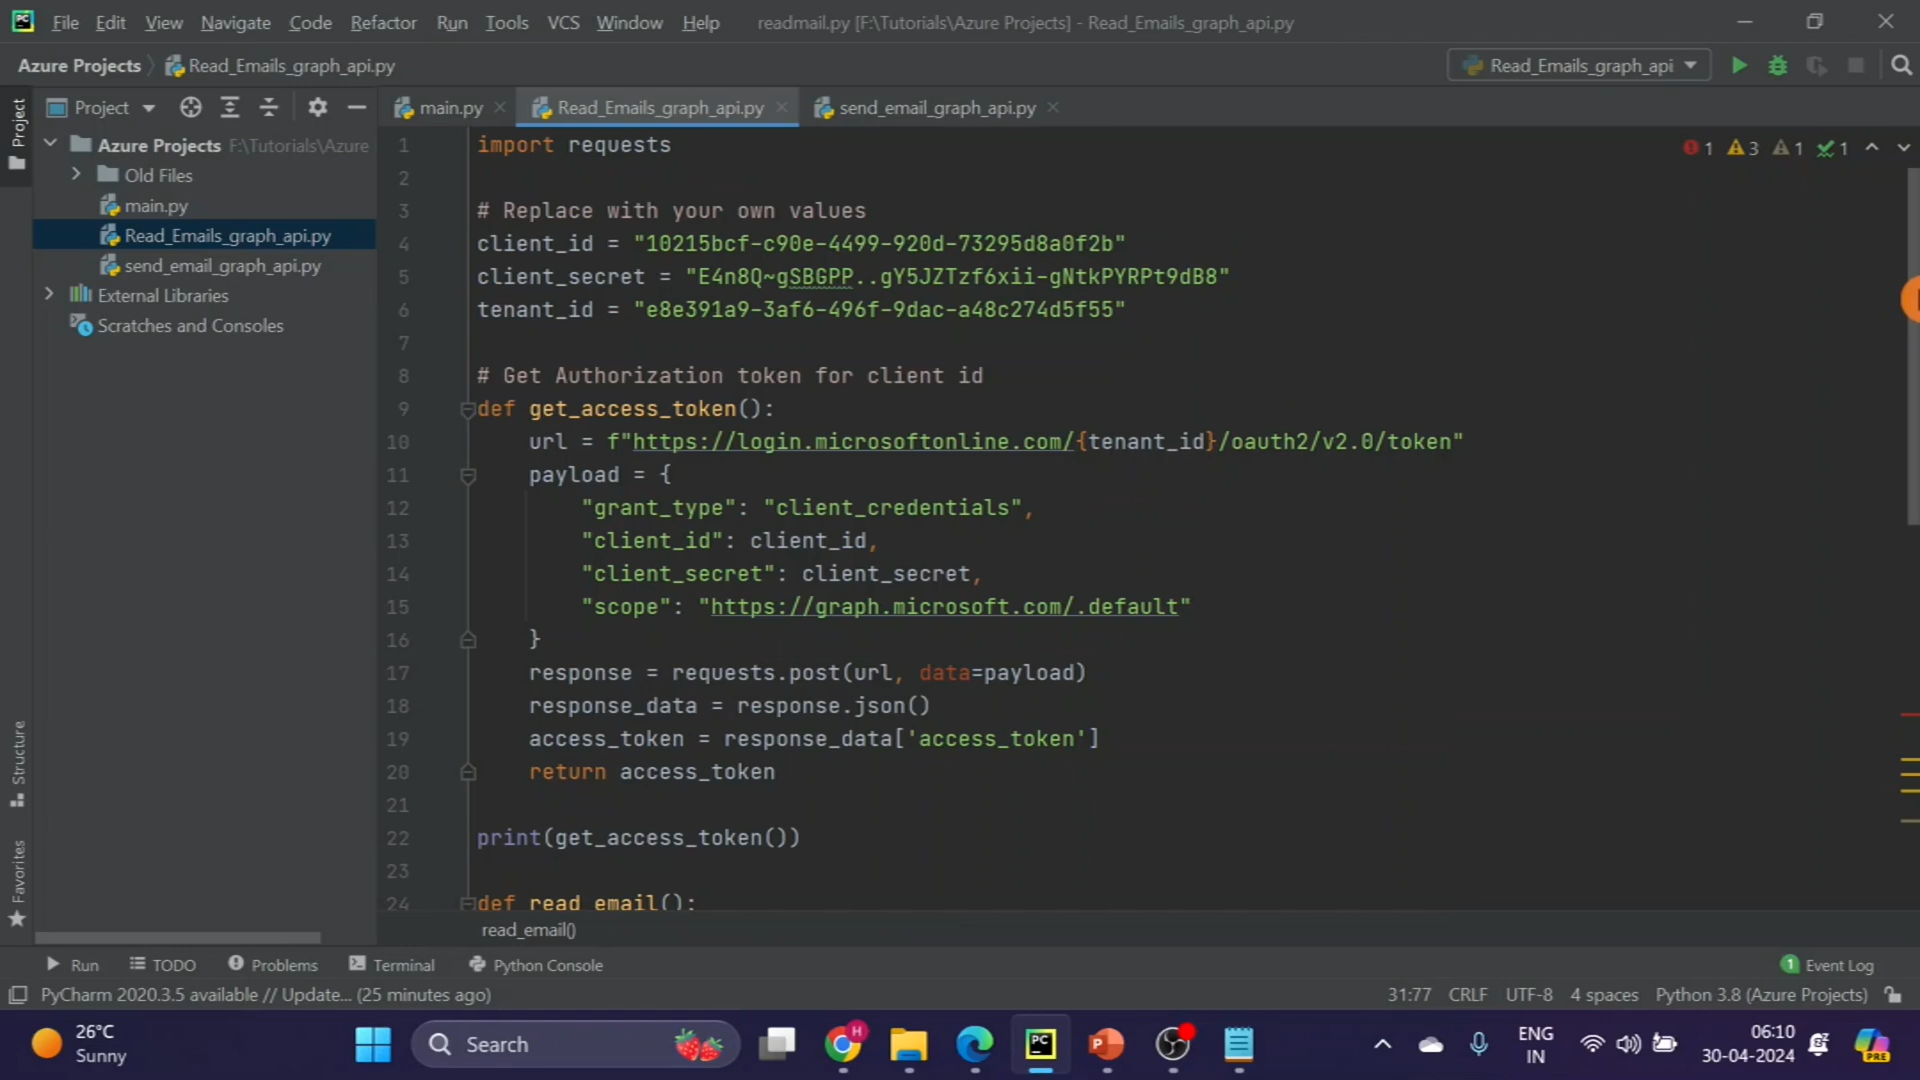 File Edit View Navigate Code Refactor Run Tools VCS Window Help readmail.py [F:\Tutorials\Azure Projects] - Read_Emails_graph_api.py
Azure Projects Read_Emails_graph_api.py Read_Emails_graph_api
Project
Project
main.py
Read_Emails_graph_api.py
send_email_graph_api.py
Azure Projects F:\Tutorials\Azure
Old Files
main.py
Read_Emails_graph_api.py
send_email_graph_api.py
External Libraries
Scratches and Consoles
1 3 1 1
1 import requests
2
3 # Replace with your own values
4 client_id = "10215bcf-c90e-4499-920d-73295d8a0f2b"
5 client_secret = "E4n8Q~gSBGPP..gY5JZTzf6xii-gNtkPYRPt9dB8"
6 tenant_id = "e8e391a9-3af6-496f-9dac-a48c274d5f55"
7
8 # Get Authorization token for client id
9 def get_access_token():
10 url = f"https://login.microsoftonline.com/{tenant_id}/oauth2/v2.0/token"
11 payload = {
12 "grant_type": "client_credentials",
13 "client_id": client_id,
14 "client_secret": client_secret,
15 "scope": "https://graph.microsoft.com/.default"
16 }
17 response = requests.post(url, data=payload)
18 response_data = response.json()
19 access_token = response_data['access_token']
20 return access_token
21
22 print(get_access_token())
23
24 def read_email():
read_email()
Structure
Favorites
Run TODO Problems Terminal Python Console 1 Event Log
PyCharm 2020.3.5 available // Update... (25 minutes ago) 31:77 CRLF UTF-8 4 spaces Python 3.8 (Azure Projects)
26°C
Sunny
Search
H
PC
P
ENG
IN
06:10
30-04-2024
PRE